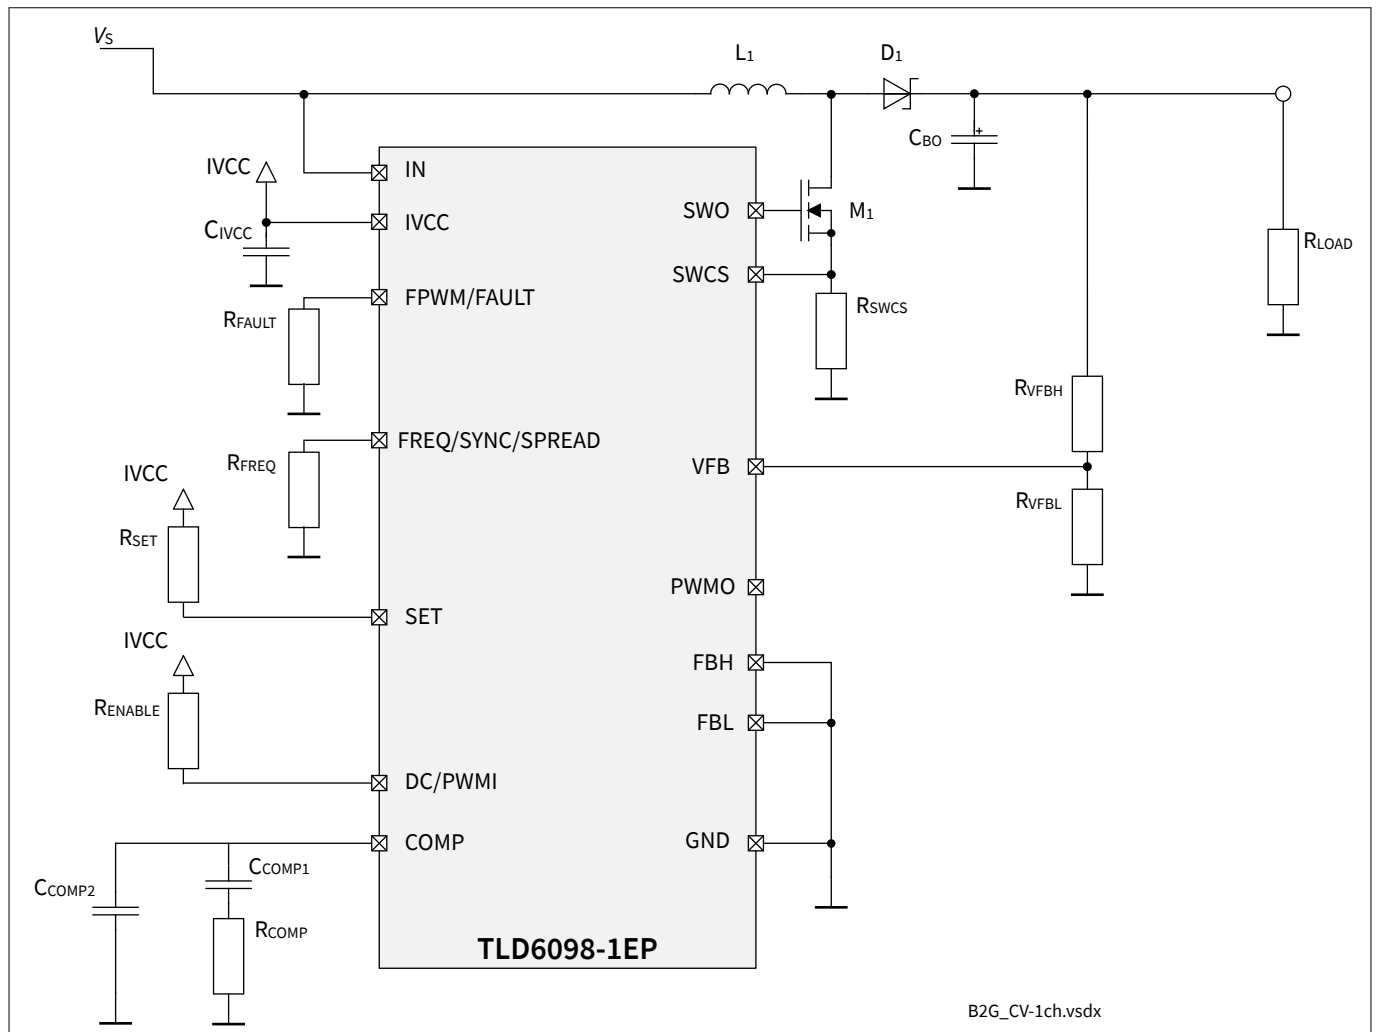 VS
L1
D1
CBO
IVCC
IN
CIVCC
IVCC
SWO
M1
RLOAD
SWCS
FPWM/FAULT
RFAULT
RSWCS
RVFBH
FREQ/SYNC/SPREAD
RFREQ
VFB
IVCC
RVFBL
RSET
PWMO
SET
IVCC
FBH
RENABLE
FBL
DC/PWMI
COMP
GND
CCOMP1
CCOMP2
RCOMP
TLD6098-1EP
B2G_CV-1ch.vsdx